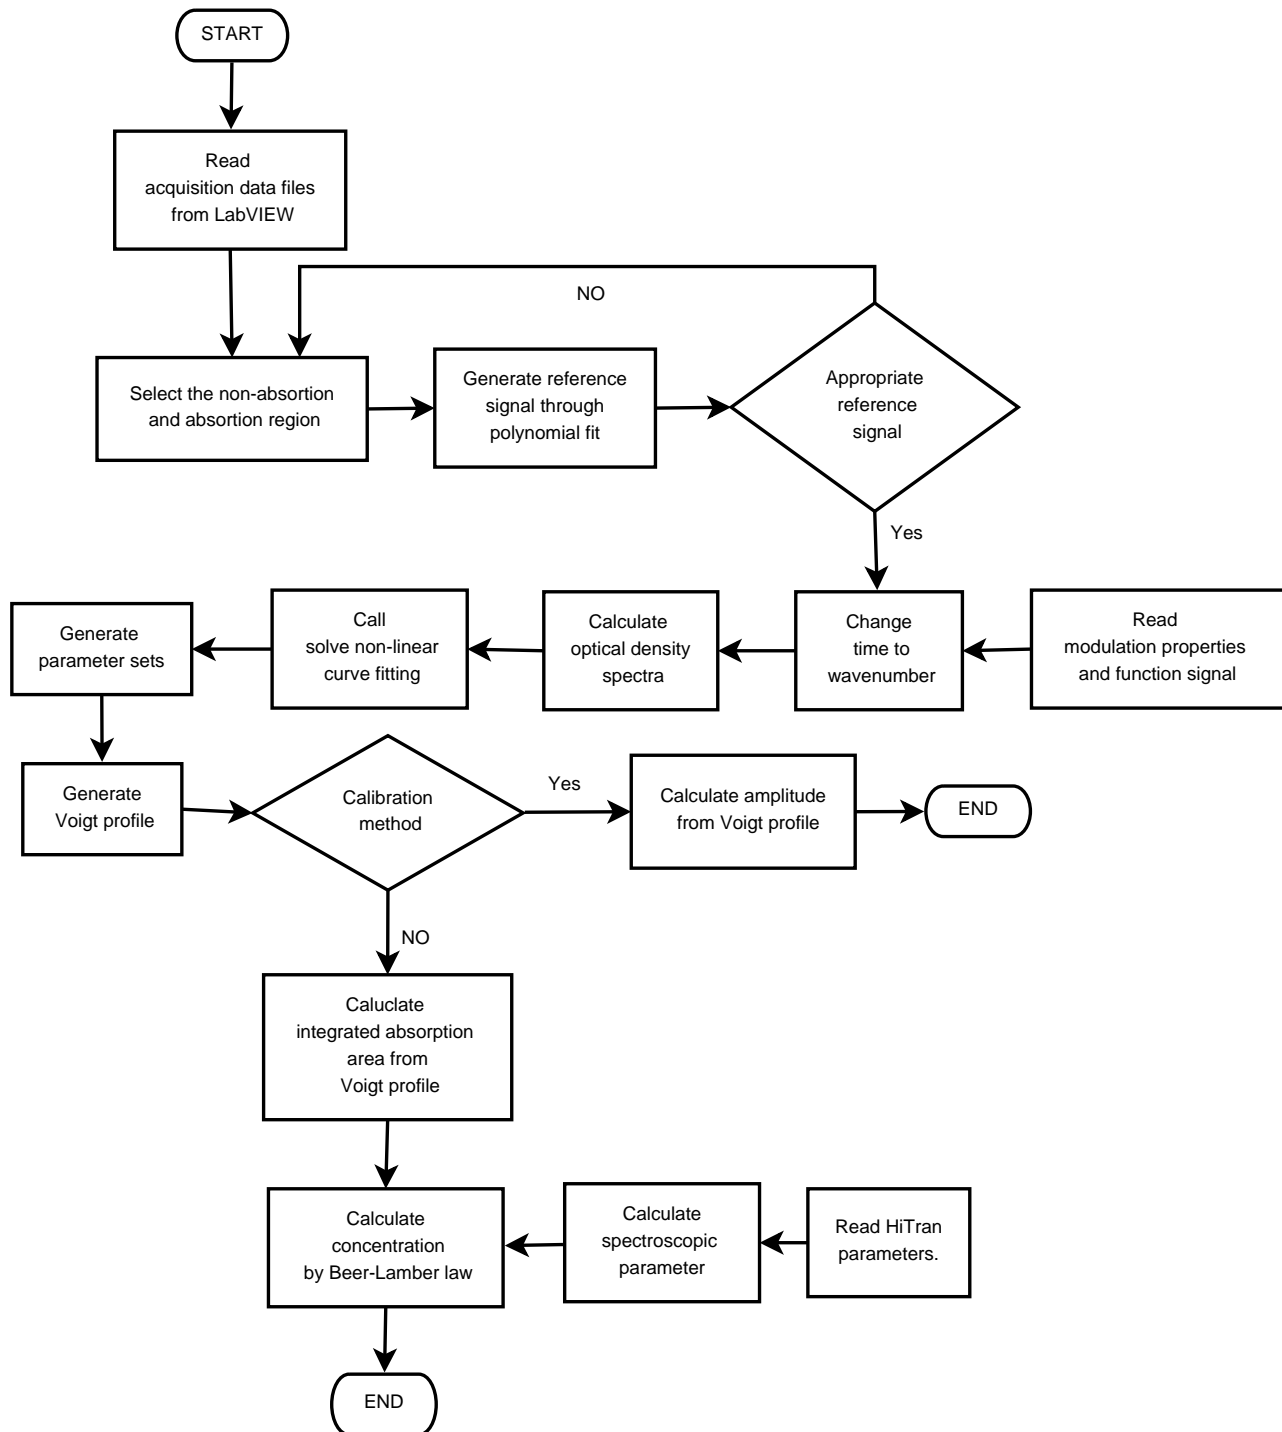 START
Read
acquisition data files
from LabVIEW
NO
Select the non-absortion
and absortion region
Generate reference
signal through
polynomial fit
Appropriate
reference
signal
Yes
Generate
parameter sets
Call
solve non-linear
curve fitting
Calculate
optical density
spectra
Change
time to
wavenumber
Read
modulation properties
and function signal
Generate
Voigt profile
Calibration
method
Yes
Calculate amplitude
from Voigt profile
END
NO
Caluclate
integrated absorption
area from
Voigt profile
Calculate
concentration
by Beer-Lamber law
Calculate
spectroscopic
parameter
Read HiTran
parameters.
END